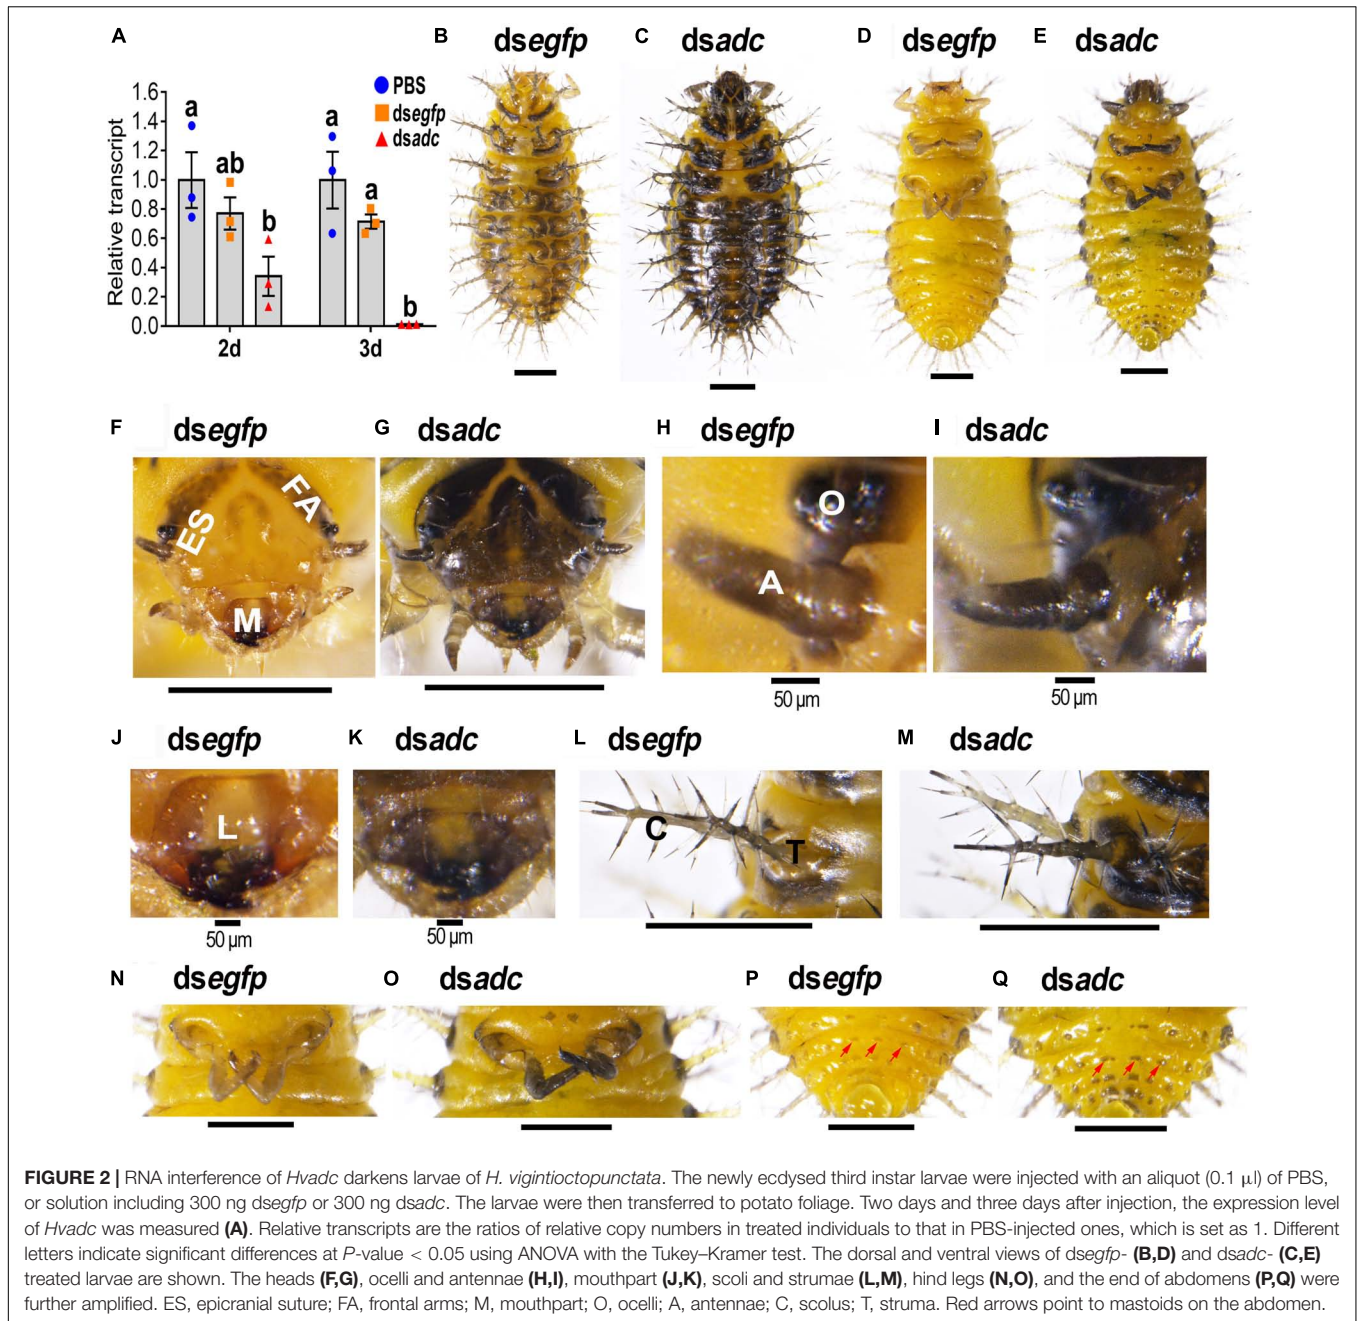 A
B
dsegfp
C
dsadc
D
dsegfp
E
dsadc
PBS
dsegfp
dsadc
Relative transcript
1.6
1.4
1.2
1.0
0.8
0.6
0.4
0.2
0.0
a
ab
b
a
a
b
2d
3d
F
dsegfp
G
dsadc
H
dsegfp
I
dsadc
ES
FA
M
O
A
50 µm
50 µm
J
dsegfp
K
dsadc
L
dsegfp
M
dsadc
L
C
T
50 µm
50 µm
N
dsegfp
O
dsadc
P
dsegfp
Q
dsadc
FIGURE 2 | RNA interference of Hvadc darkens larvae of H. vigintioctopunctata. The newly ecdysed third instar larvae were injected with an aliquot (0.1 µl) of PBS,
or solution including 300 ng dsegfp or 300 ng dsadc. The larvae were then transferred to potato foliage. Two days and three days after injection, the expression level
of Hvadc was measured (A). Relative transcripts are the ratios of relative copy numbers in treated individuals to that in PBS-injected ones, which is set as 1. Different
letters indicate significant differences at P-value < 0.05 using ANOVA with the Tukey–Kramer test. The dorsal and ventral views of dsegfp- (B,D) and dsadc- (C,E)
treated larvae are shown. The heads (F,G), ocelli and antennae (H,I), mouthpart (J,K), scoli and strumae (L,M), hind legs (N,O), and the end of abdomens (P,Q) were
further amplified. ES, epicranial suture; FA, frontal arms; M, mouthpart; O, ocelli; A, antennae; C, scolus; T, struma. Red arrows point to mastoids on the abdomen.